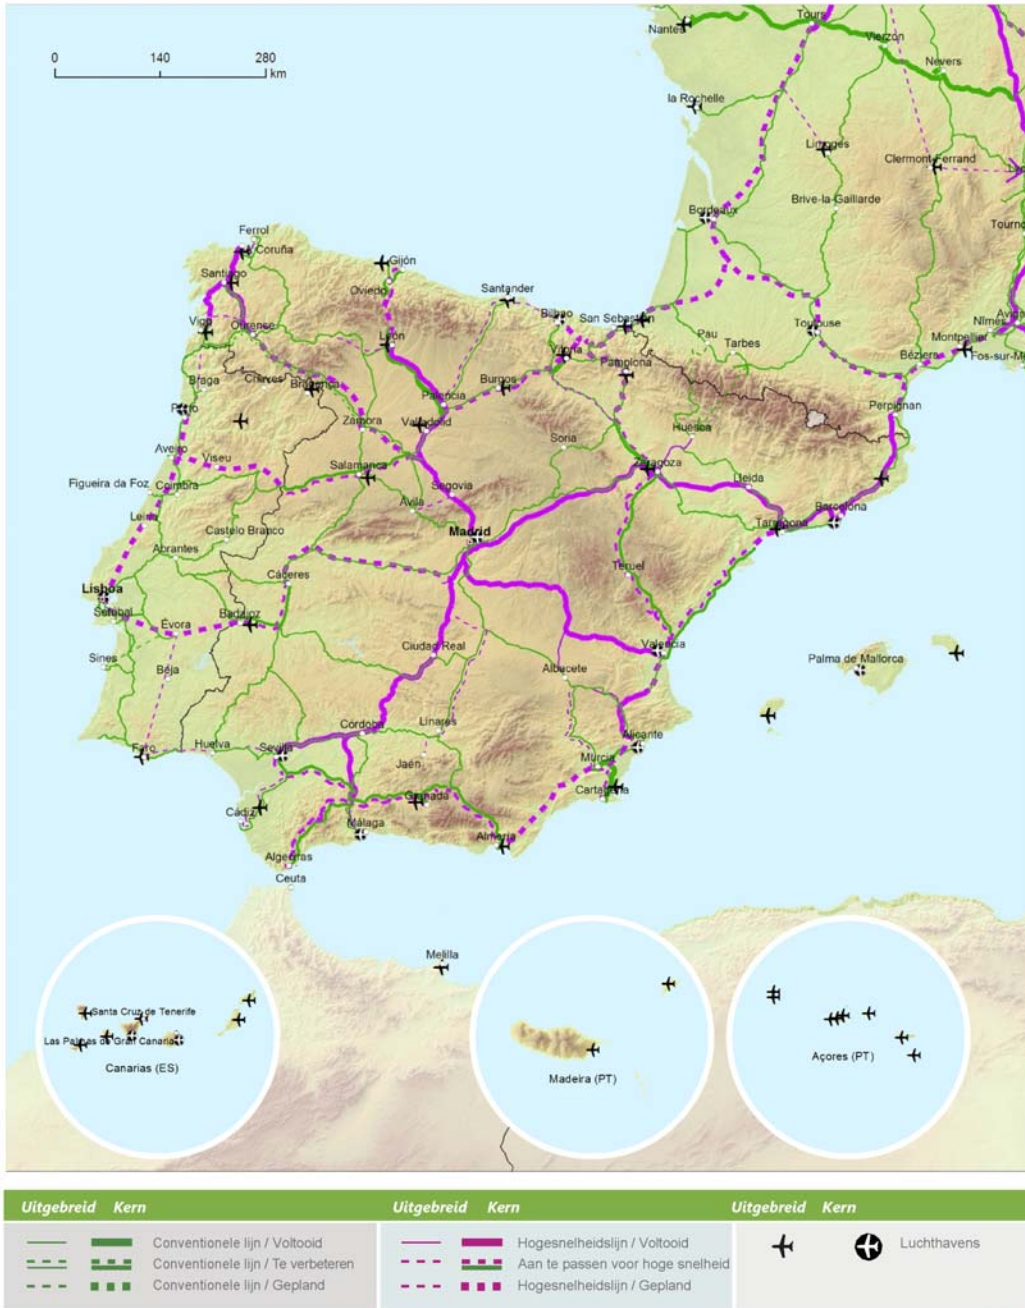 0 140 280
km
Nantes
Tours
Vierzon
Nevers
la Rochelle
Limoges
Clermont-Ferrand
Brive-la-Gaillarde
Bordeaux
Ferrol
A Coruña
Gijón
Santiago
Oviedo
Santander
Bilbao
San Sebastián
Vigo
Ourense
León
Vitoria
Pamplona
Pau
Tarbes
Toulouse
Montpellier
Nîmes
Béziers
Braga
Chaves
Bragança
Palencia
Burgos
Perpignan
Porto
Zamora
Valladolid
Soria
Huesca
Aveiro
Viseu
Salamanca
Zaragoza
Lleida
Figueira da Foz
Coimbra
Ávila
Segovia
Barcelona
Leiria
Castelo Branco
Madrid
Tarragona
Abrantes
Cáceres
Teruel
Lisboa
Setúbal
Évora
Badajoz
Ciudad Real
Valencia
Sines
Beja
Albacete
Palma de Mallorca
Faro
Huelva
Sevilla
Cordoba
Linares
Alicante
Jaén
Murcia
Cartagena
Cádiz
Granada
Málaga
Almería
Algeciras
Ceuta
Melilla
Santa Cruz de Tenerife
Las Palmas de Gran Canaria
Canarias (ES)
Madeira (PT)
Açores (PT)
Uitgebreid Kern
Conventionele lijn / Voltooid
Conventionele lijn / Te verbeteren
Conventionele lijn / Gepland
Uitgebreid Kern
Hogesnelheidslijn / Voltooid
Aan te passen voor hoge snelheid
Hogesnelheidslijn / Gepland
Uitgebreid Kern
Luchthavens